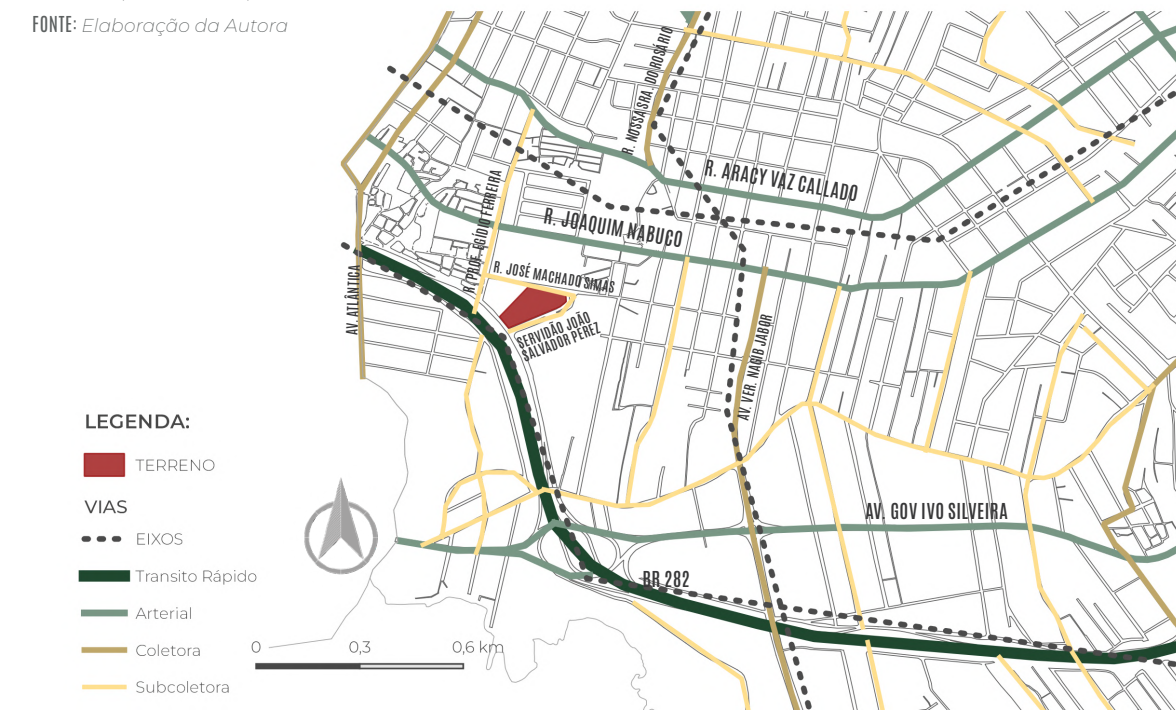 FONTE: Elaboração da Autora
R. NOSSA SRA. DO ROSÁRIO
R. ARACY VAZ CALLADO
R. PROF. EGÍDIO FERREIRA
R. JOAQUIM NABUCO
R. JOSÉ MACHADO SIMAS
AV. ATLÂNTICA
SERVIDÃO JOÃO
SALVADOR PEREZ
AV. VER. NAGIB JABOR
LEGENDA:
TERRENO
VIAS
EIXOS
Transito Rápido
Arterial
Coletora
Subcoletora
AV. GOV IVO SILVEIRA
BR 282
0 0,3 0,6 km